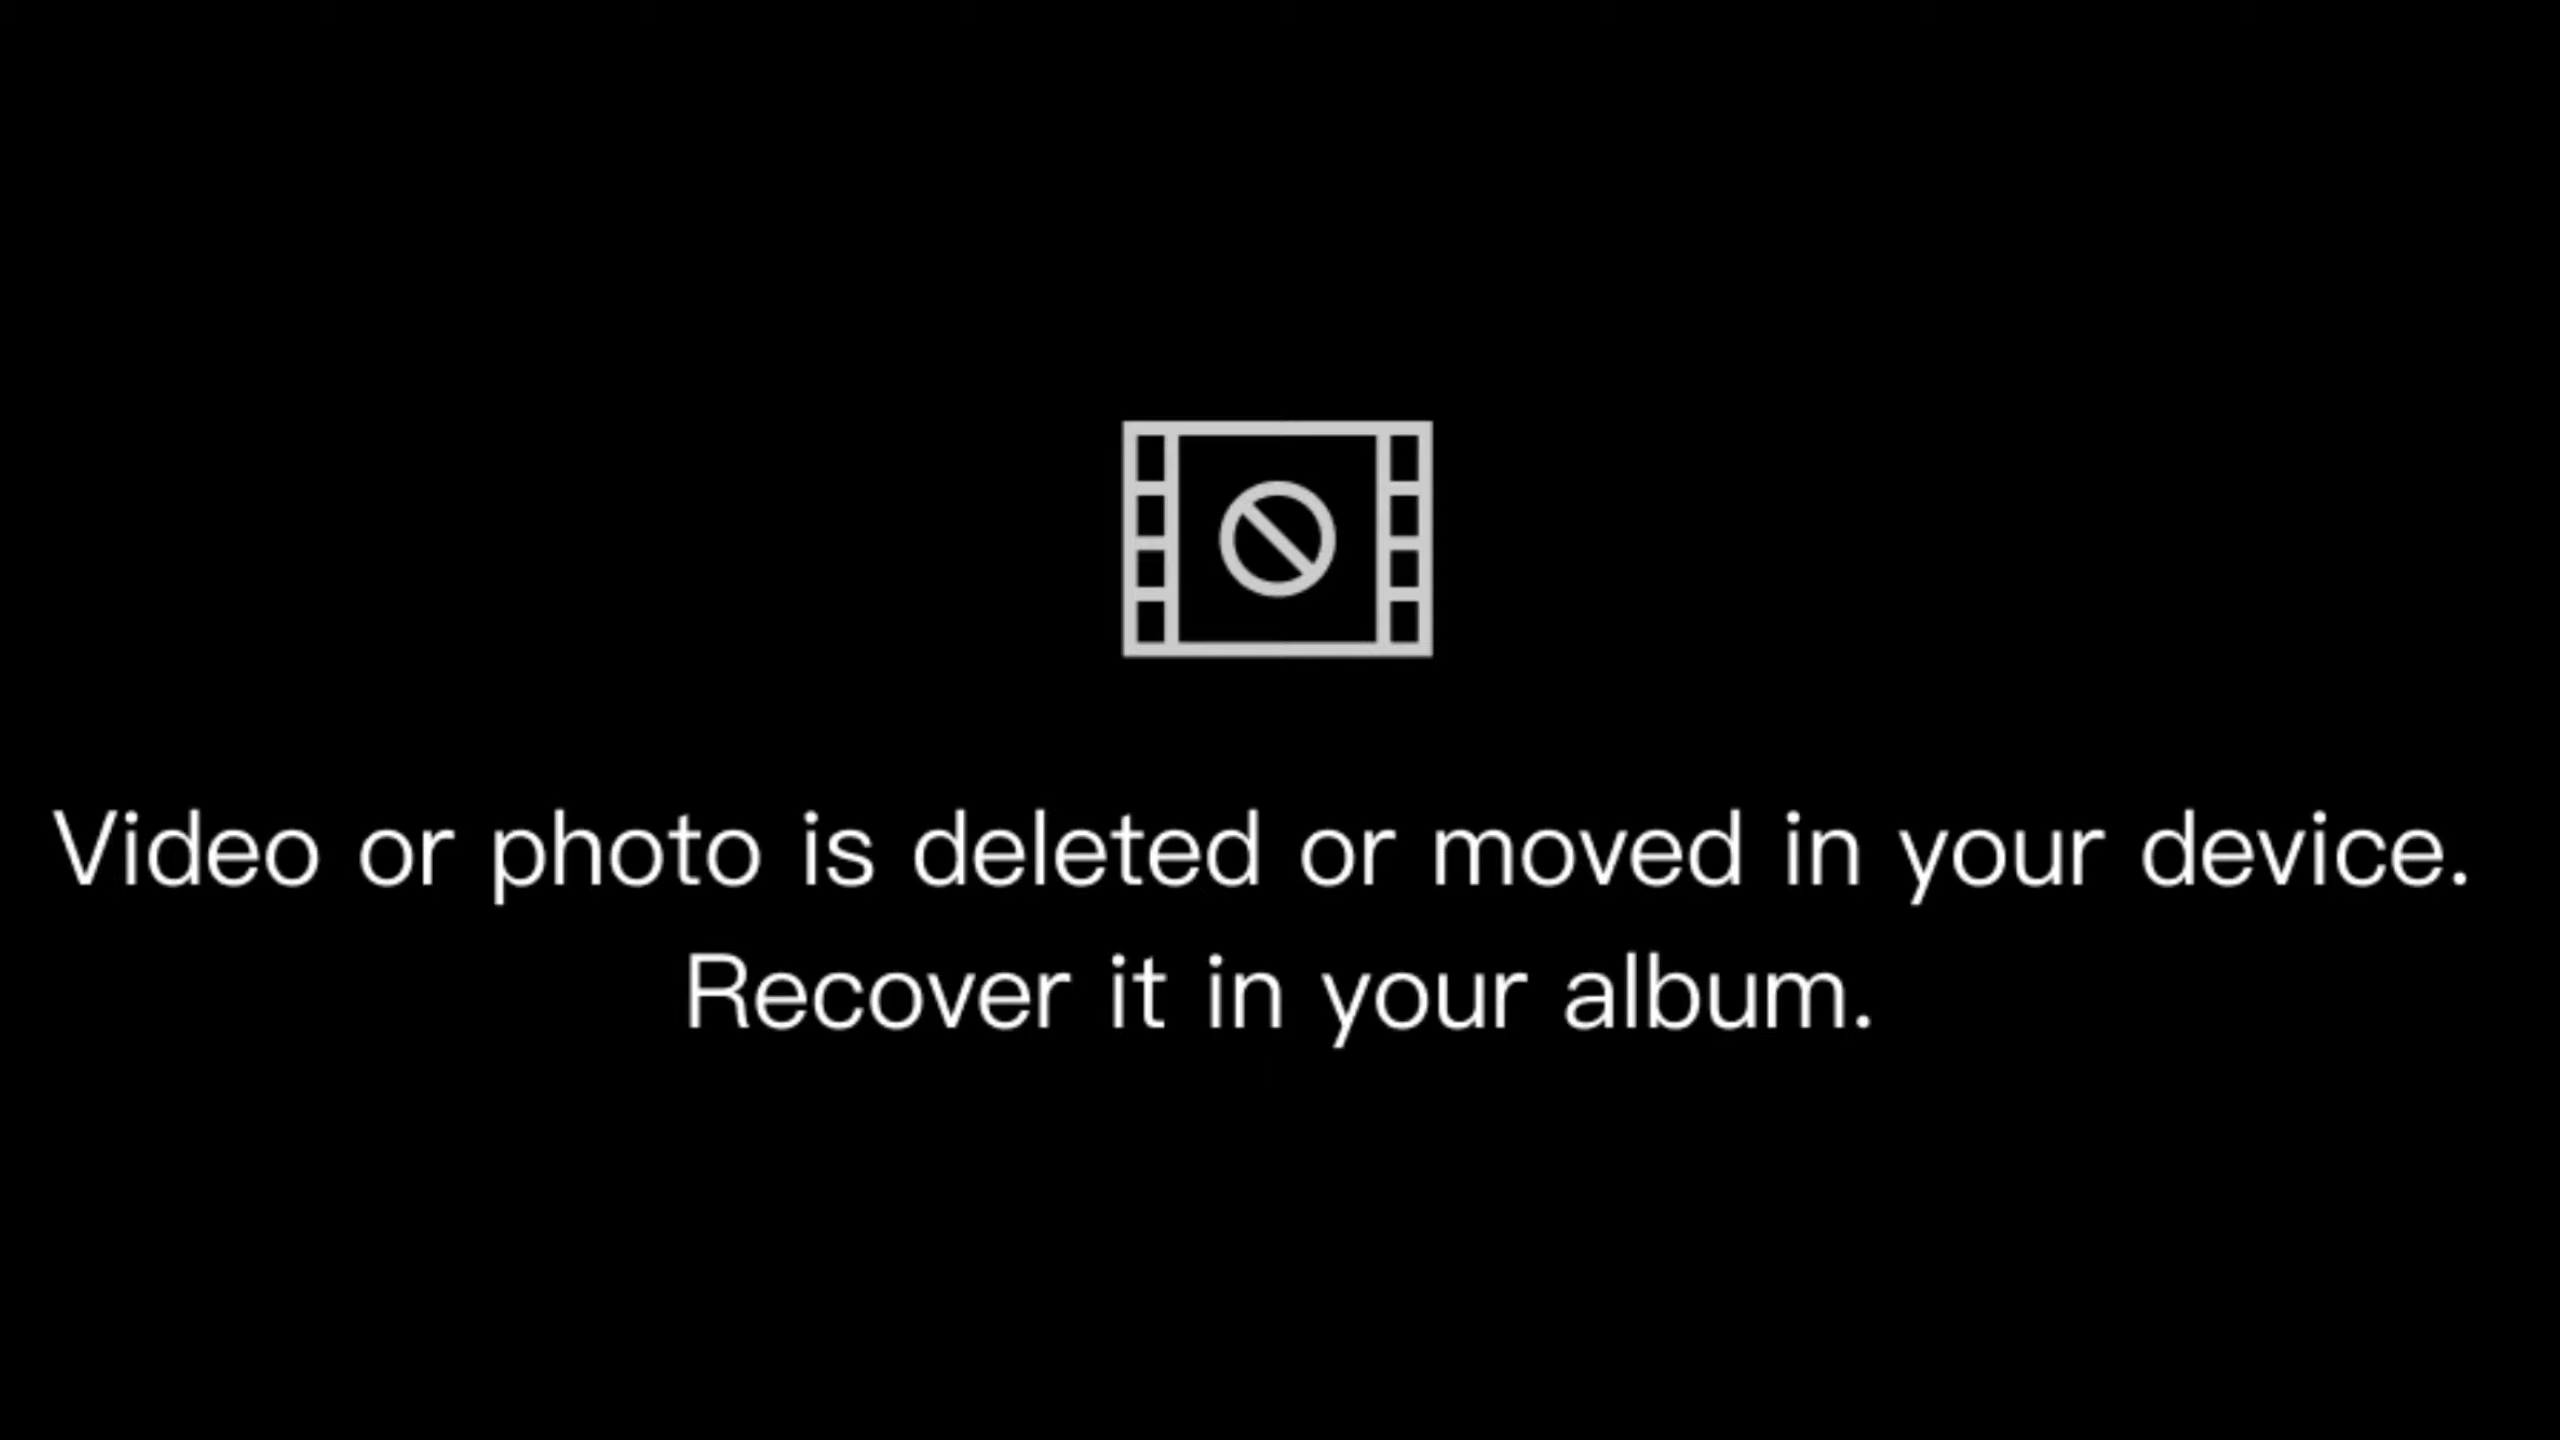 Video or photo is deleted or moved in your device.
Recover it in your album.